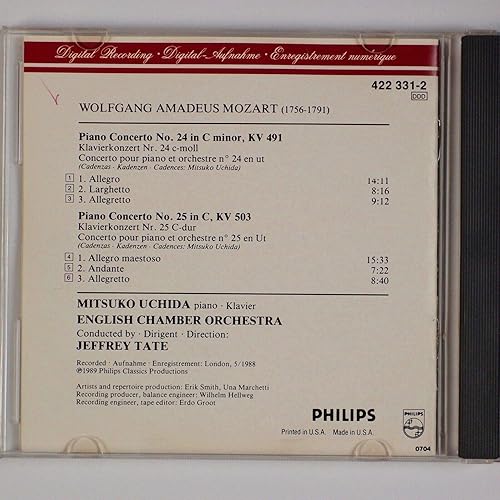 Digital Recording · Digital-Aufnahme · Enregistrement numérique
422 331-2
DDD
WOLFGANG AMADEUS MOZART (1756-1791)
Piano Concerto No. 24 in C minor, KV 491
Klavierkonzert Nr. 24 c-moll
Concerto pour piano et orchestre n° 24 en ut
(Cadenzas · Kadenzen · Cadences: Mitsuko Uchida)
1 1. Allegro 14:11
2 2. Larghetto 8:16
3 3. Allegretto 9:12
Piano Concerto No. 25 in C, KV 503
Klavierkonzert Nr. 25 C-dur
Concerto pour piano et orchestre n° 25 en Ut
(Cadenzas · Kadenzen · Cadences: Mitsuko Uchida)
4 1. Allegro maestoso 15:33
5 2. Andante 7:22
6 3. Allegretto 8:40
MITSUKO UCHIDA piano · Klavier
ENGLISH CHAMBER ORCHESTRA
Conducted by · Dirigent · Direction:
JEFFREY TATE
Recorded · Aufnahme · Enregistrement: London, 5/1988
℗1989 Philips Classics Productions
Artists and repertoire production: Erik Smith, Una Marchetti
Recording producer, balance engineer: Wilhelm Hellweg
Recording engineer, tape editor: Erdo Groot
PHILIPS
Printed in U.S.A. Made in U.S.A.
PHILIPS
0704